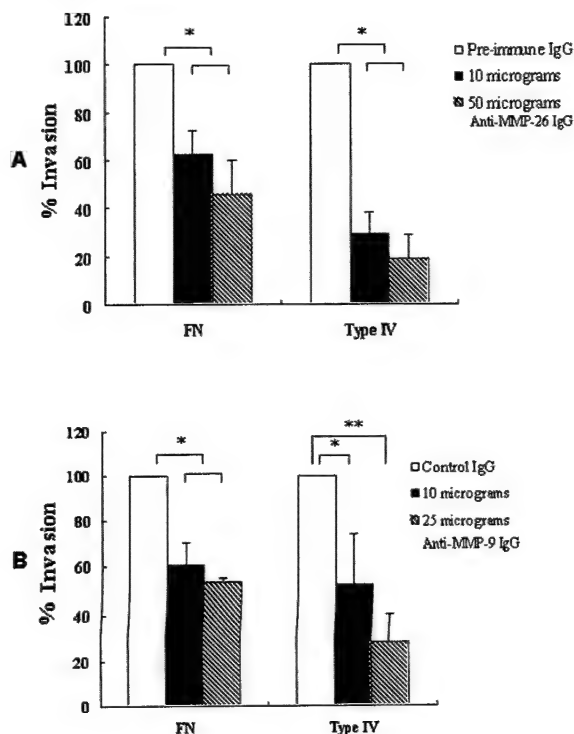 A
% Invasion
120
100
80
60
40
20
0
*
*
FN
Type IV
Pre-immune IgG
10 micrograms
50 micrograms
Anti-MMP-26 IgG
B
% Invasion
120
100
80
60
40
20
0
*
**
*
FN
Type IV
Control IgG
10 micrograms
25 micrograms
Anti-MMP-9 IgG